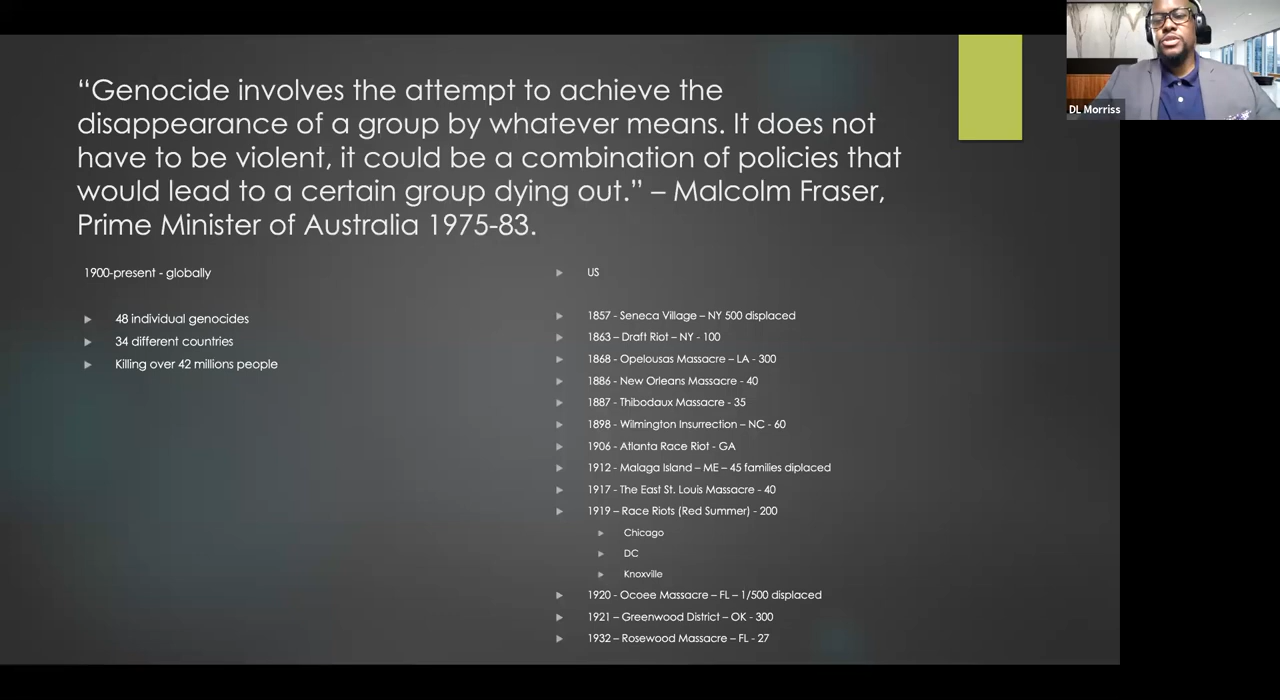 “Genocide involves the attempt to achieve the
disappearance of a group by whatever means. It does not
have to be violent, it could be a combination of policies that
would lead to a certain group dying out.” – Malcolm Fraser,
Prime Minister of Australia 1975-83.
1900-present - globally
48 individual genocides
34 different countries
Killing over 42 millions people
US
1857 - Seneca Village – NY 500 displaced
1863 – Draft Riot – NY - 100
1868 - Opelousas Massacre – LA - 300
1886 - New Orleans Massacre - 40
1887 - Thibodaux Massacre - 35
1898 - Wilmington Insurrection – NC - 60
1906 - Atlanta Race Riot - GA
1912 - Malaga Island – ME – 45 families diplaced
1917 - The East St. Louis Massacre - 40
1919 – Race Riots (Red Summer) - 200
Chicago
DC
Knoxville
1920 - Ocoee Massacre – FL – 1/500 displaced
1921 – Greenwood District – OK - 300
1932 – Rosewood Massacre – FL - 27
DL Morriss